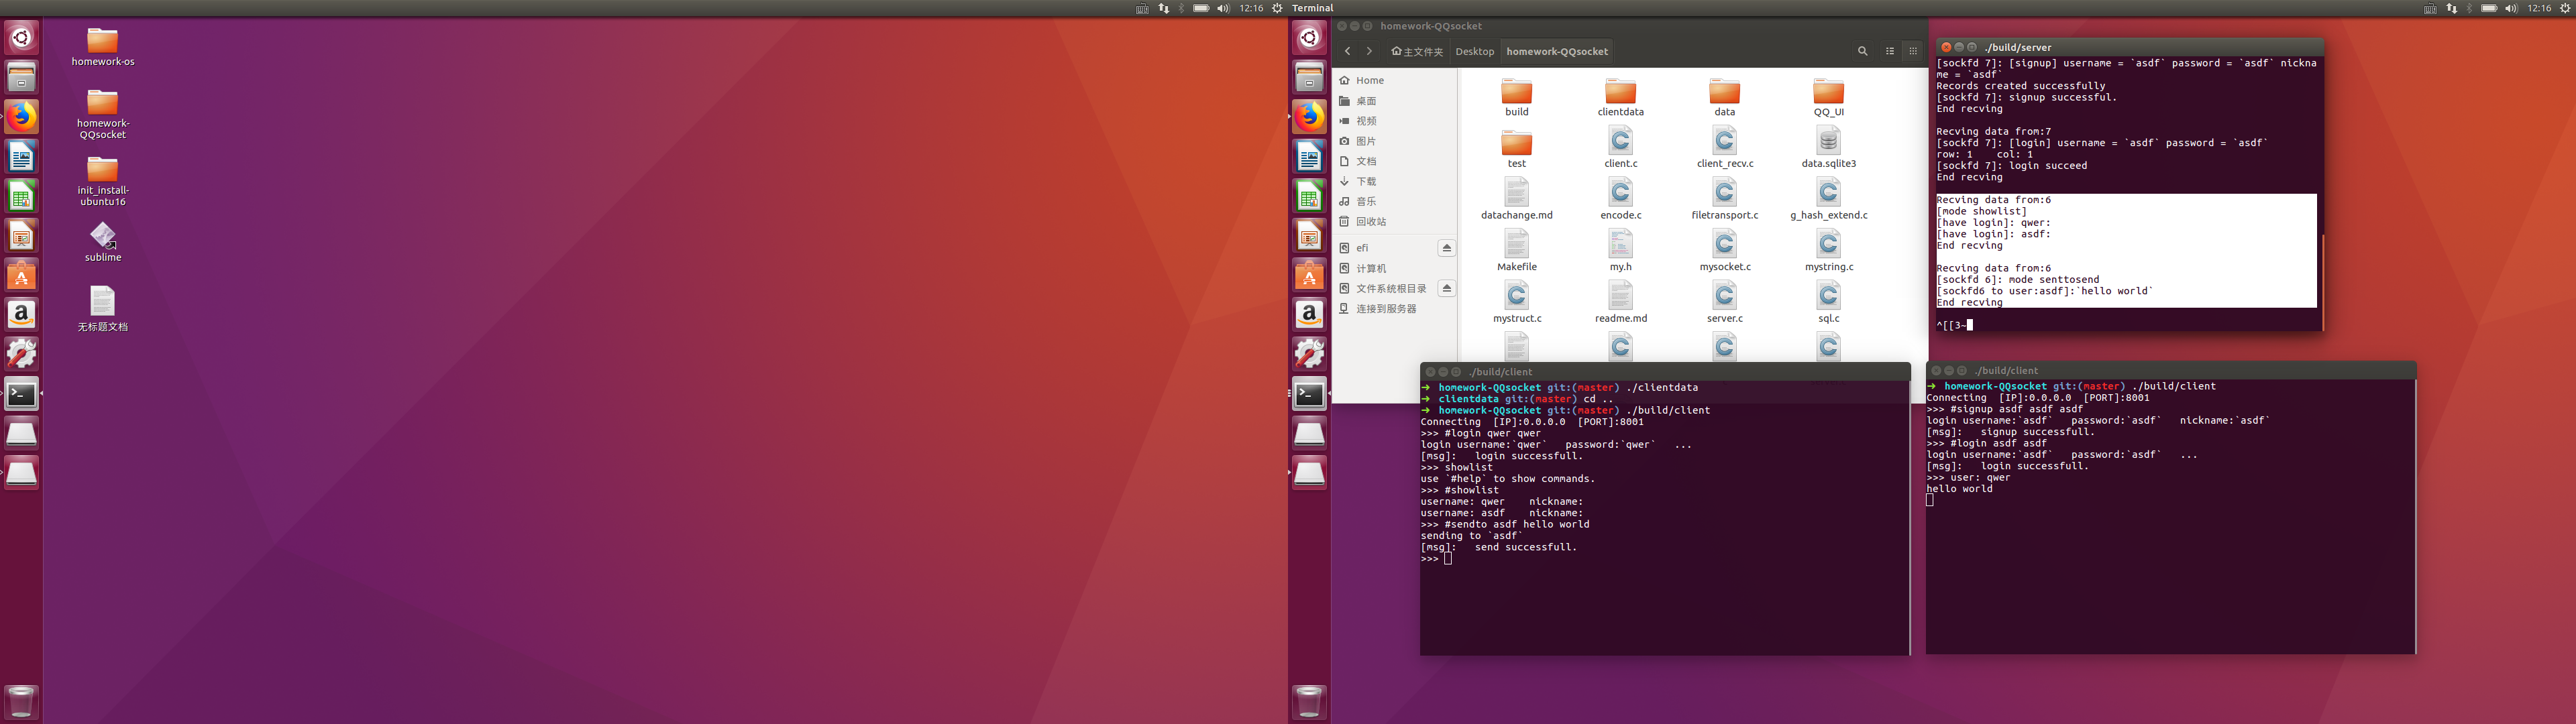 12:16
Terminal
12:16
homework-os
homework-
QQsocket
init_install-
ubuntu16
sublime
无标题文档
homework-QQsocket
主文件夹
Desktop
homework-QQsocket
Home
桌面
视频
图片
文档
下载
音乐
回收站
efi
计算机
文件系统根目录
连接到服务器
build
clientdata
data
QQ_UI
test
client.c
client_recv.c
data.sqlite3
datachange.md
encode.c
filetransport.c
g_hash_extend.c
Makefile
my.h
mysocket.c
mystring.c
mystruct.c
readme.md
server.c
sql.c
./build/server
[sockfd 7]: [signup] username = `asdf` password = `asdf` nickna
me = `asdf`
Records created successfully
[sockfd 7]: signup successful.
End recving
Recving data from:7
[sockfd 7]: [login] username = `asdf` password = `asdf`
row: 1    col: 1
[sockfd 7]: login succeed
End recving
Recving data from:6
[mode showlist]
[have login]: qwer:
[have login]: asdf:
End recving
Recving data from:6
[sockfd 6]: mode senttosend
[sockfd6 to user:asdf]:`hello world`
End recving
^[[3~
./build/client
➜  homework-QQsocket git:(master) ./clientdata
➜  clientdata git:(master) cd ..
➜  homework-QQsocket git:(master) ./build/client
Connecting  [IP]:0.0.0.0  [PORT]:8001
>>> #login qwer qwer
login username:`qwer`   password:`qwer`   ...
[msg]:   login successfull.
>>> showlist
use `#help` to show commands.
>>> #showlist
username: qwer    nickname:
username: asdf    nickname:
>>> #sendto asdf hello world
sending to `asdf`
[msg]:   send successfull.
>>>
./build/client
➜  homework-QQsocket git:(master) ./build/client
Connecting  [IP]:0.0.0.0  [PORT]:8001
>>> #signup asdf asdf asdf
login username:`asdf`   password:`asdf`   nickname:`asdf`
[msg]:   signup successfull.
>>> #login asdf asdf
login username:`asdf`   password:`asdf`   ...
[msg]:   login successfull.
>>> user: qwer
hello world